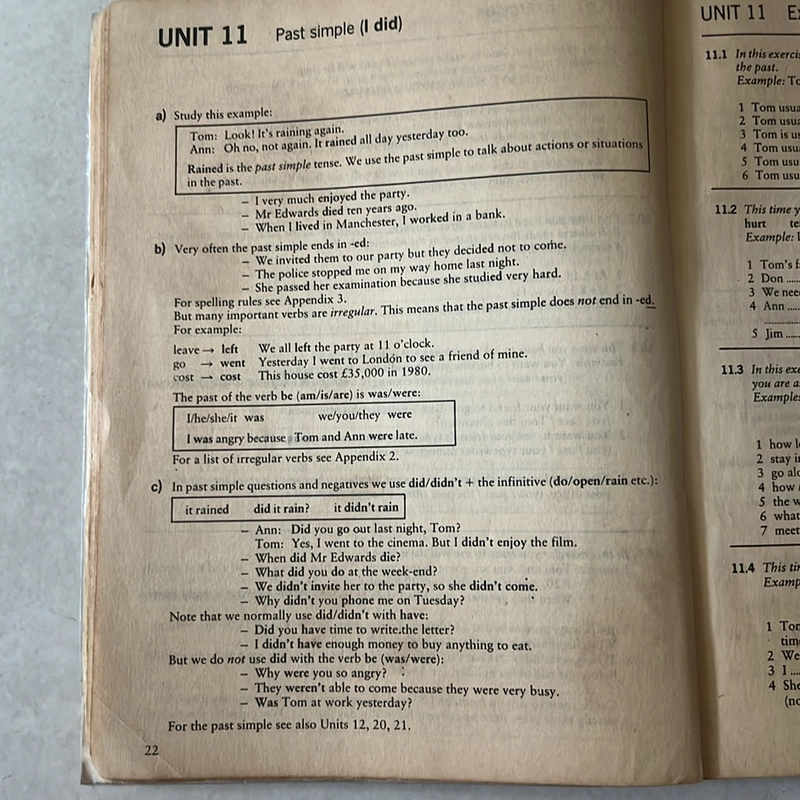 UNIT 11 Past simple (I did)
a) Study this example:
Tom: Look! It's raining again.
Ann: Oh no, not again. It rained all day yesterday too.
Rained is the past simple tense. We use the past simple to talk about actions or situations
in the past.
– I very much enjoyed the party.
– Mr Edwards died ten years ago.
– When I lived in Manchester, I worked in a bank.
b) Very often the past simple ends in -ed:
– We invited them to our party but they decided not to come.
– The police stopped me on my way home last night.
– She passed her examination because she studied very hard.
For spelling rules see Appendix 3.
But many important verbs are irregular. This means that the past simple does not end in -ed.
For example:
leave → left We all left the party at 11 o'clock.
go → went Yesterday I went to London to see a friend of mine.
cost → cost This house cost £35,000 in 1980.
The past of the verb be (am/is/are) is was/were:
I/he/she/it was we/you/they were
I was angry because Tom and Ann were late.
For a list of irregular verbs see Appendix 2.
c) In past simple questions and negatives we use did/didn't + the infinitive (do/open/rain etc.):
it rained did it rain? it didn't rain
– Ann: Did you go out last night, Tom?
Tom: Yes, I went to the cinema. But I didn't enjoy the film.
– When did Mr Edwards die?
– What did you do at the week-end?
– We didn't invite her to the party, so she didn't come.
– Why didn't you phone me on Tuesday?
Note that we normally use did/didn't with have:
– Did you have time to write the letter?
– I didn't have enough money to buy anything to eat.
But we do not use did with the verb be (was/were):
– Why were you so angry?
– They weren't able to come because they were very busy.
– Was Tom at work yesterday?
For the past simple see also Units 12, 20, 21.
22
UNIT 11
11.1 In this
the past.
Example:
1 Tom
2 Tom
3 Tom is
4 Tom
5 Tom
6 Tom
11.2 This time
hurt
Example:
1 Tom's
2 Don .....
3 We
4 Ann .....
5 Jim .....
11.3 In this
you are
1 how
2 stay
3 go
4 how
5 the
6 what
7 meet
11.4 This
1
2 We
3 I ....
4